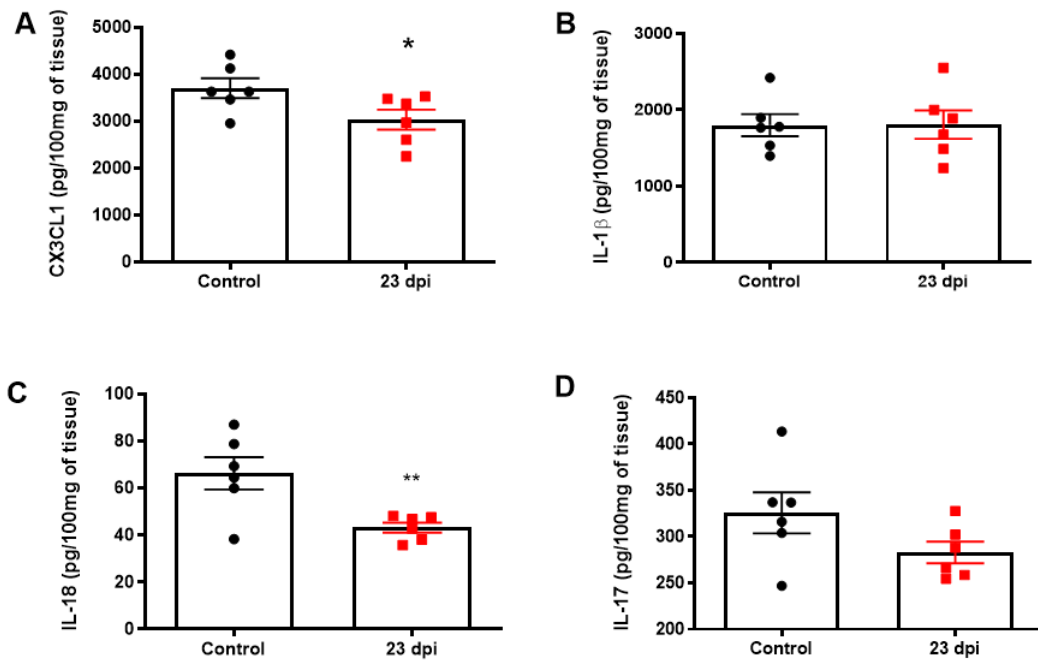 A
CX3CL1 (pg/100mg of tissue)
5000
4000
3000
2000
1000
0
*
Control
23 dpi
B
IL-1β (pg/100mg of tissue)
3000
2000
1000
0
Control
23 dpi
C
IL-18 (pg/100mg of tissue)
100
80
60
40
20
0
**
Control
23 dpi
D
IL-17 (pg/100mg of tissue)
450
400
350
300
250
200
Control
23 dpi